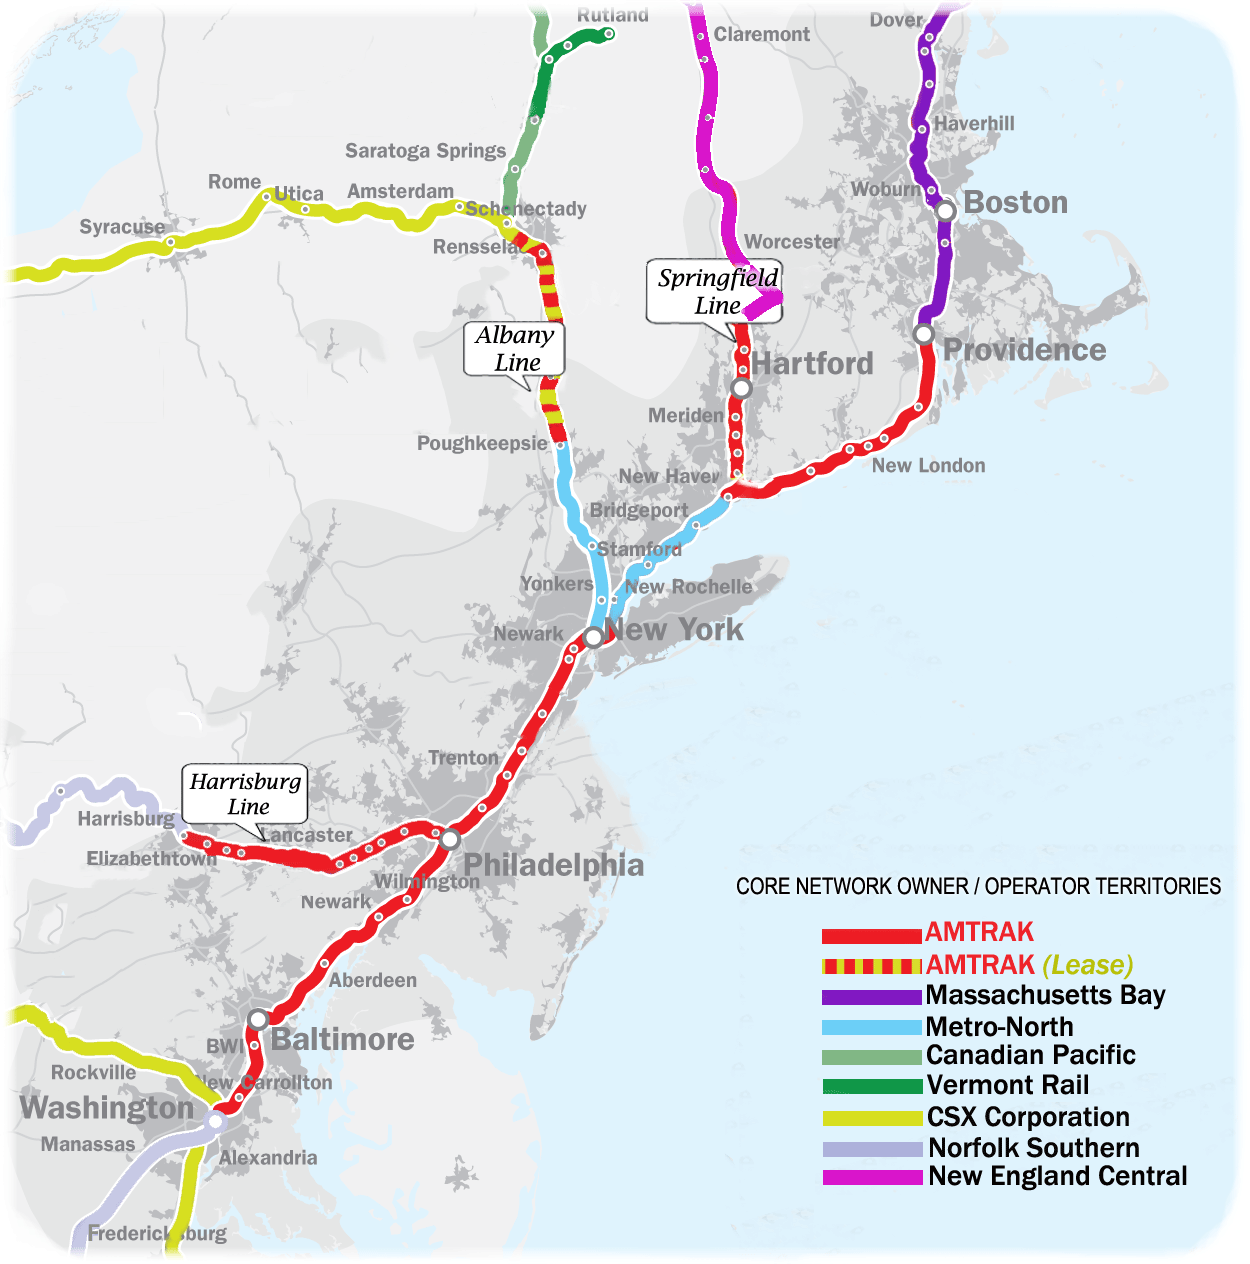 Rutland
Dover
Claremont
Haverhill
Saratoga Springs
Rome
Utica
Amsterdam
Woburn
Boston
Schenectady
Syracuse
Worcester
Renssela
Springfield
Line
Albany
Line
Providence
Hartford
Meriden
Poughkeepsie
New London
New Haver
Bridgeport
Stamford
Yonkers
New Rochelle
Newark
New York
Trenton
Harrisburg
Line
Harrisburg
Lancaster
Elizabethtown
Philadelphia
Wilmington
Newark
Aberdeen
Baltimore
BWI
Rockville
New Carrollton
Washington
Manassas
Alexandria
Fredericksburg
CORE NETWORK OWNER / OPERATOR TERRITORIES
AMTRAK
AMTRAK (Lease)
Massachusetts Bay
Metro-North
Canadian Pacific
Vermont Rail
CSX Corporation
Norfolk Southern
New England Central